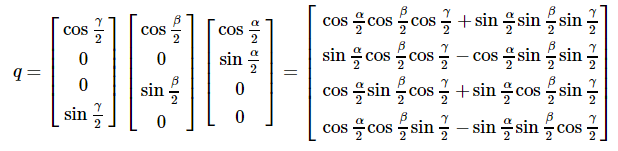 q = [cos γ/2, 0, 0, sin γ/2] [cos β/2, 0, sin β/2, 0] [cos α/2, sin α/2, 0, 0] = [
cos α/2 cos β/2 cos γ/2 + sin α/2 sin β/2 sin γ/2
sin α/2 cos β/2 cos γ/2 − cos α/2 sin β/2 sin γ/2
cos α/2 sin β/2 cos γ/2 + sin α/2 cos β/2 sin γ/2
cos α/2 cos β/2 sin γ/2 − sin α/2 sin β/2 cos γ/2 ]